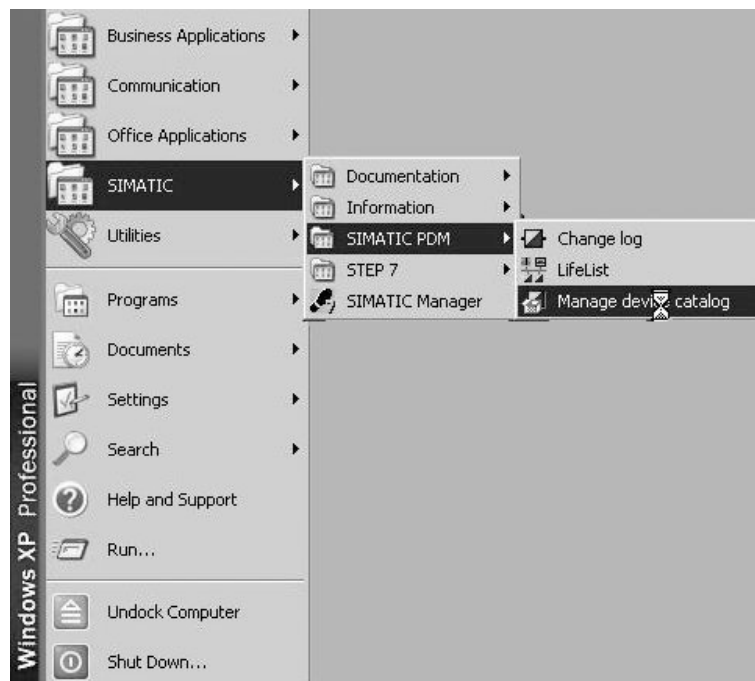 Business Applications
Communication
Office Applications
SIMATIC
Utilities
Programs
Documents
Settings
Search
Help and Support
Run...
Undock Computer
Shut Down...
Windows XP Professional
Documentation
Information
SIMATIC PDM
STEP 7
SIMATIC Manager
Change log
LifeList
Manage device catalog